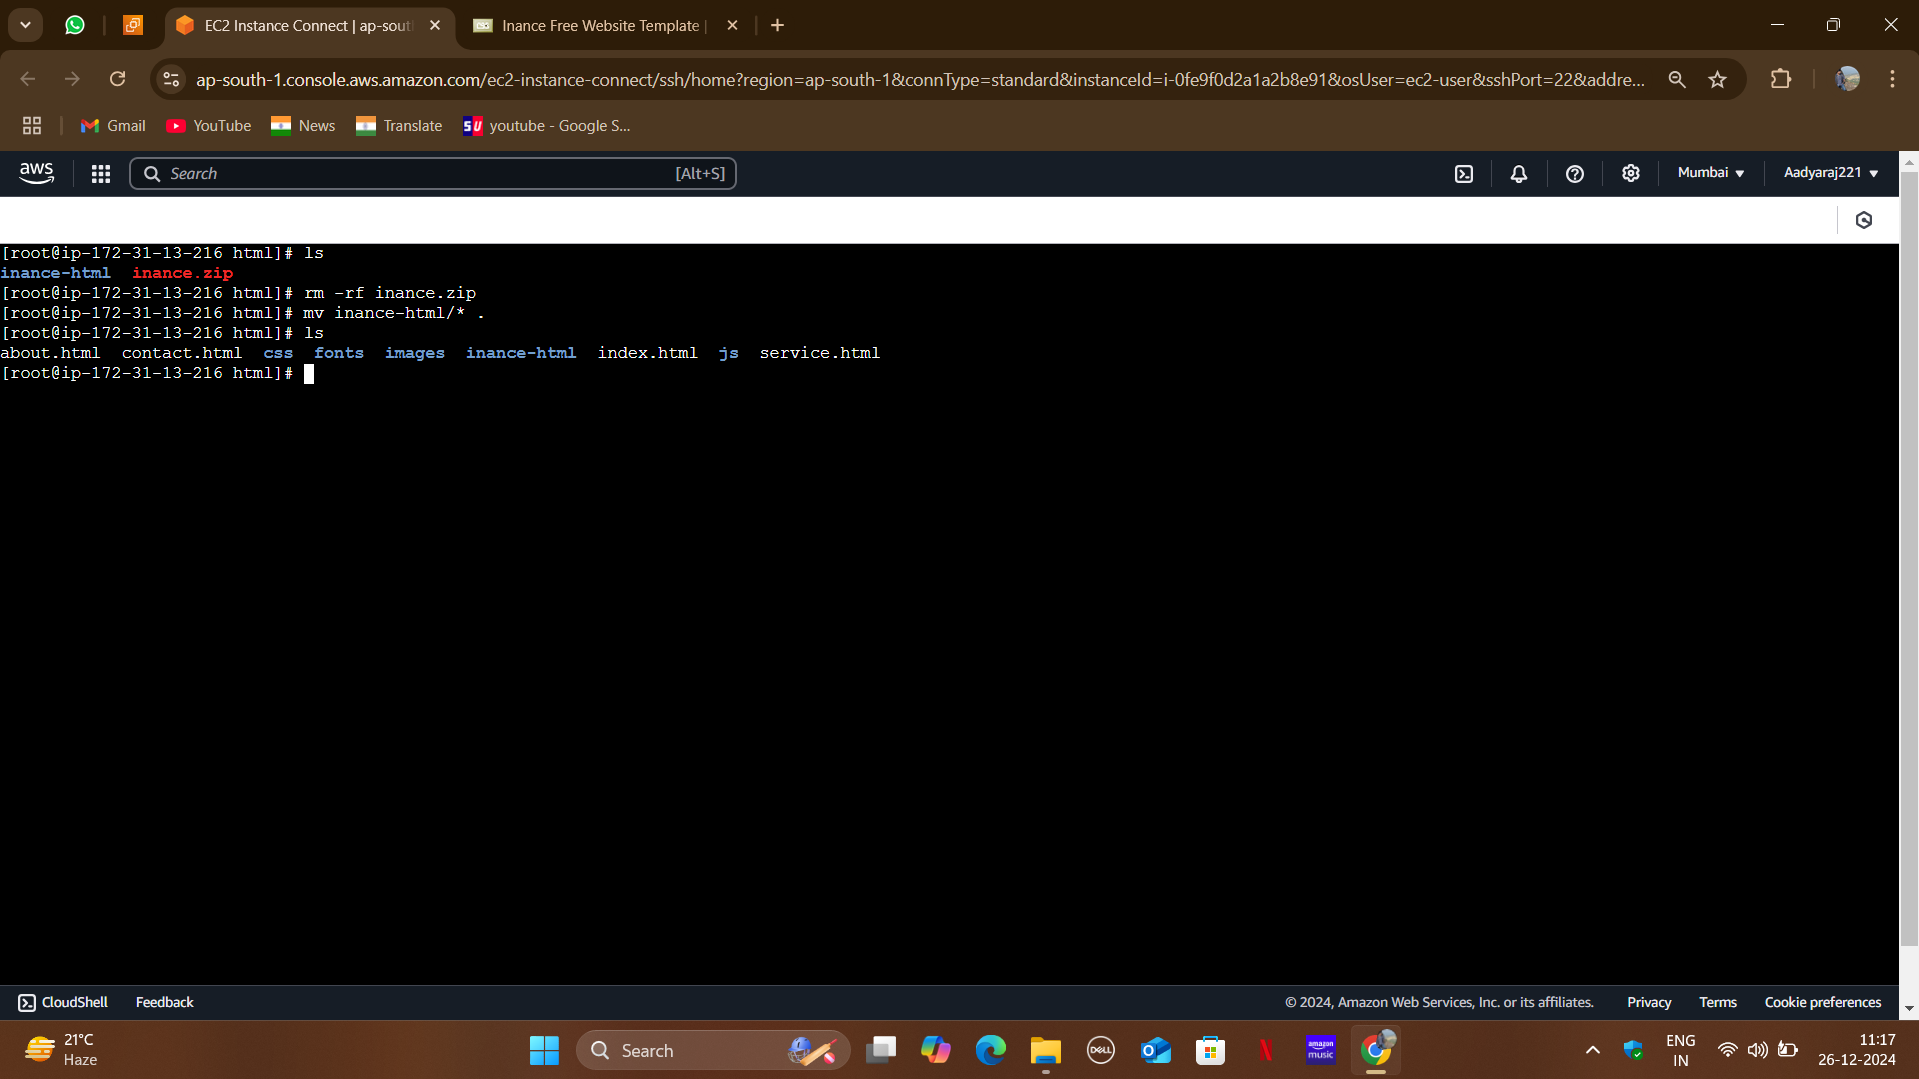 EC2 Instance Connect | ap-sout
Inance Free Website Template |
ap-south-1.console.aws.amazon.com/ec2-instance-connect/ssh/home?region=ap-south-1&connType=standard&instanceId=i-0fe9f0d2a1a2b8e91&osUser=ec2-user&sshPort=22&addre...
Gmail YouTube News Translate SU youtube - Google S...
aws Search [Alt+S] Mumbai Aadyaraj221
[root@ip-172-31-13-216 html]# ls
inance-html inance.zip
[root@ip-172-31-13-216 html]# rm -rf inance.zip
[root@ip-172-31-13-216 html]# mv inance-html/* .
[root@ip-172-31-13-216 html]# ls
about.html contact.html css fonts images inance-html index.html js service.html
[root@ip-172-31-13-216 html]#
CloudShell Feedback © 2024, Amazon Web Services, Inc. or its affiliates. Privacy Terms Cookie preferences
21°C
Haze
Search
DELL
amazon
music
ENG
IN
11:17
26-12-2024